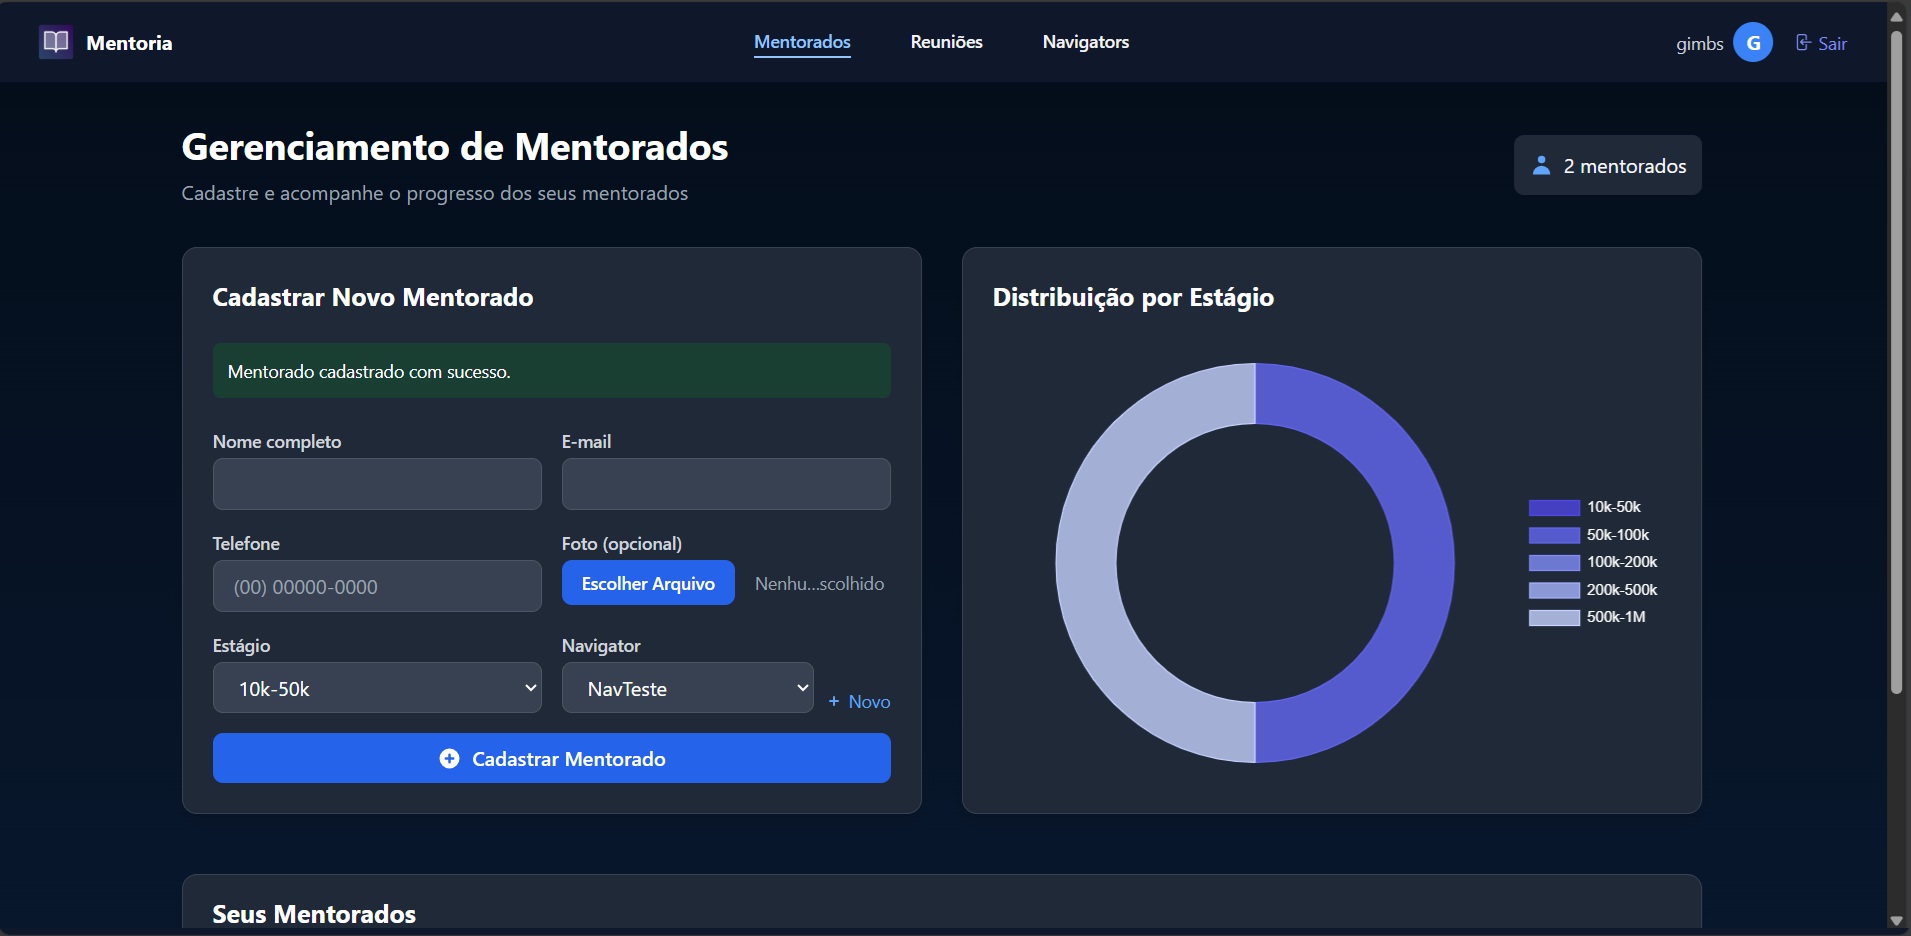 Mentoria
Mentorados
Reuniões
Navigators
gimbs
G
Sair
Gerenciamento de Mentorados
Cadastre e acompanhe o progresso dos seus mentorados
2 mentorados
Cadastrar Novo Mentorado
Mentorado cadastrado com sucesso.
Nome completo
E-mail
Telefone
(00) 00000-0000
Foto (opcional)
Escolher Arquivo
Nenhu...scolhido
Estágio
10k-50k
Navigator
NavTeste
+ Novo
Cadastrar Mentorado
Distribuição por Estágio
10k-50k
50k-100k
100k-200k
200k-500k
500k-1M
Seus Mentorados